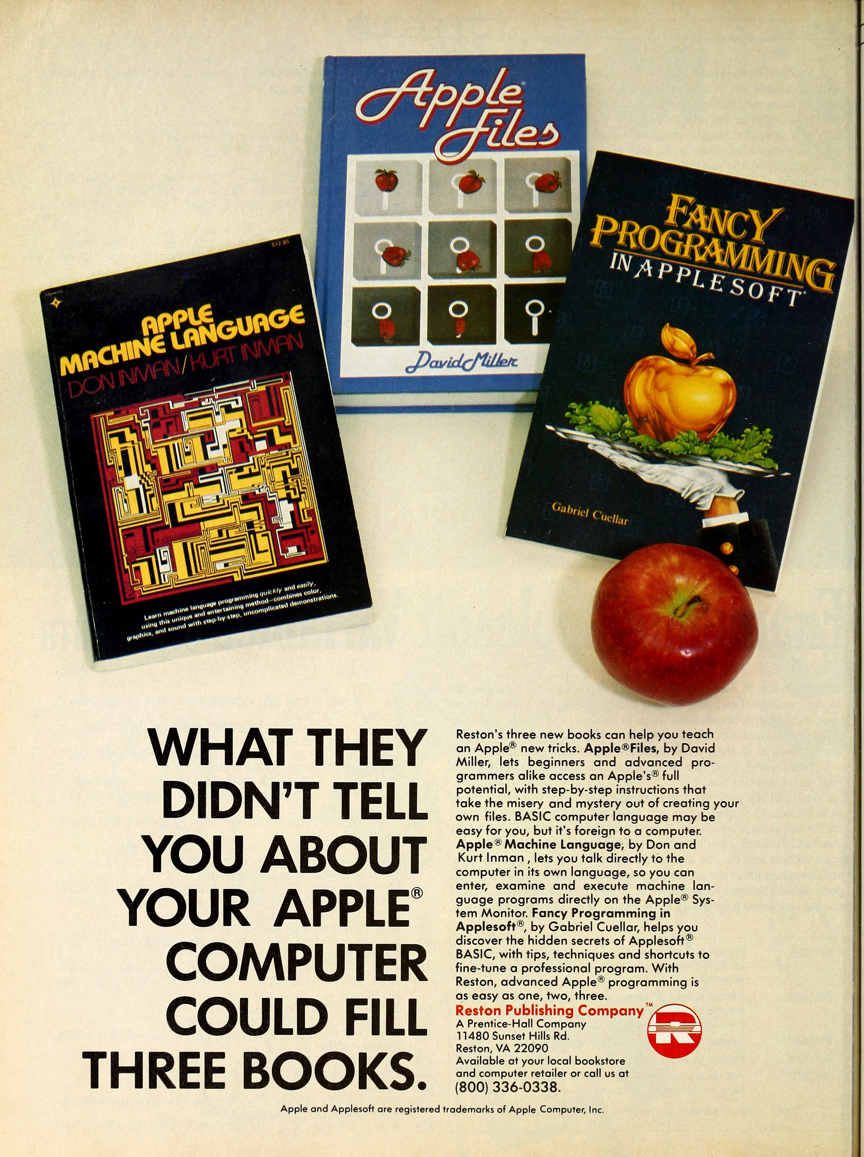 Apple
Files
David Miller
FANCY
PROGRAMMING
IN APPLESOFT
Gabriel Cuellar
$12.95
APPLE
MACHINE LANGUAGE
DON INMAN/KURT INMAN
Learn machine language programming quickly and easily,
using this unique and entertaining method—combines color,
graphics, and sound with step-by-step, uncomplicated demonstrations.
WHAT THEY
DIDN'T TELL
YOU ABOUT
YOUR APPLE®
COMPUTER
COULD FILL
THREE BOOKS.
Reston's three new books can help you teach
an Apple® new tricks. Apple®Files, by David
Miller, lets beginners and advanced pro-
grammers alike access an Apple's® full
potential, with step-by-step instructions that
take the misery and mystery out of creating your
own files. BASIC computer language may be
easy for you, but it's foreign to a computer.
Apple® Machine Language, by Don and
Kurt Inman , lets you talk directly to the
computer in its own language, so you can
enter, examine and execute machine lan-
guage programs directly on the Apple® Sys-
tem Monitor. Fancy Programming in
Applesoft®, by Gabriel Cuellar, helps you
discover the hidden secrets of Applesoft®
BASIC, with tips, techniques and shortcuts to
fine-tune a professional program. With
Reston, advanced Apple® programming is
as easy as one, two, three.
Reston Publishing Company™
A Prentice-Hall Company
11480 Sunset Hills Rd.
Reston, VA 22090
Available at your local bookstore
and computer retailer or call us at
(800) 336-0338.
R
Apple and Applesoft are registered trademarks of Apple Computer, Inc.